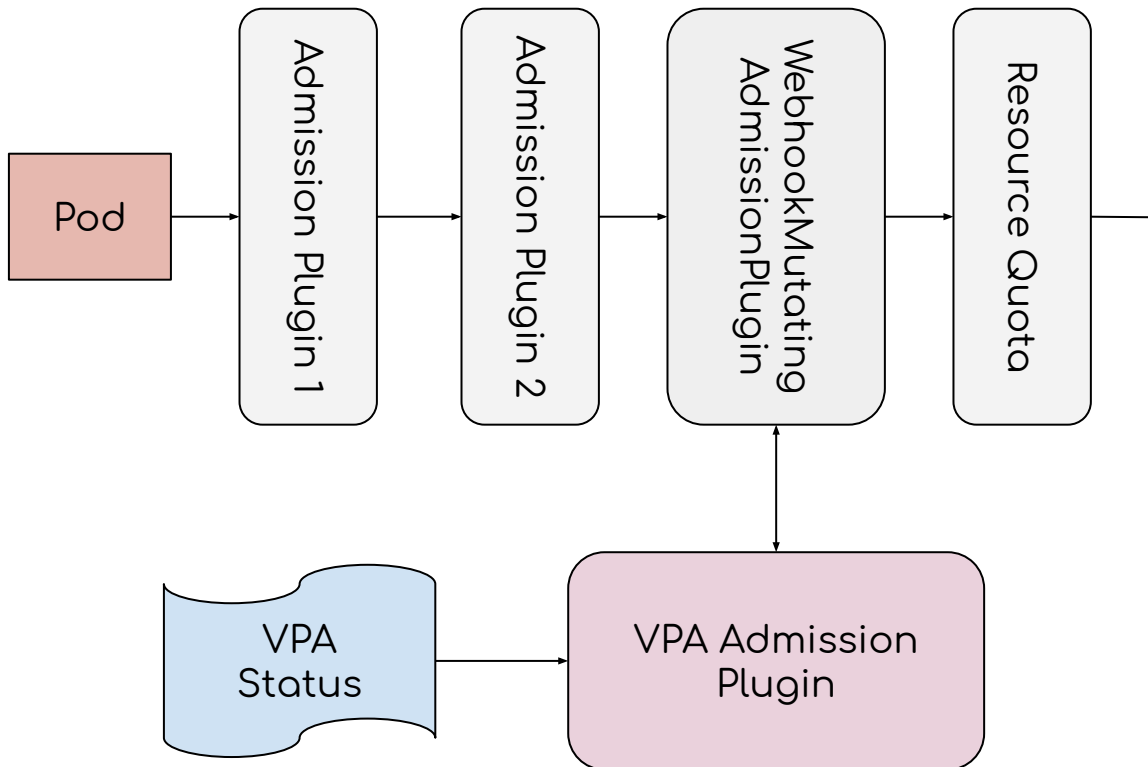 Pod
Admission Plugin 1
Admission Plugin 2
WebhookMutating
AdmissionPlugin
Resource Quota
VPA
Status
VPA Admission
Plugin